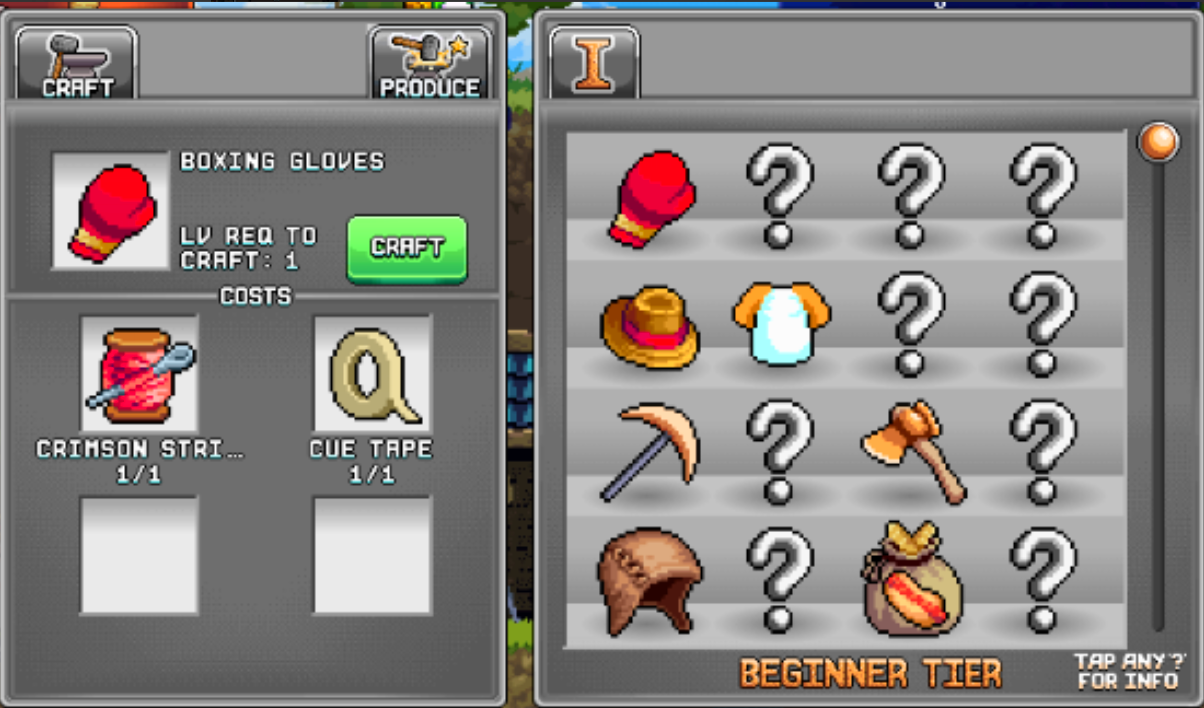 CRAFT
PRODUCE
BOXING GLOVES
LV REQ TO
CRAFT: 1
CRAFT
COSTS
CRIMSON STRI...
1/1
CUE TAPE
1/1
I
? ? ?
? ?
?
? ?
BEGINNER TIER
TAP ANY '?'
FOR INFO